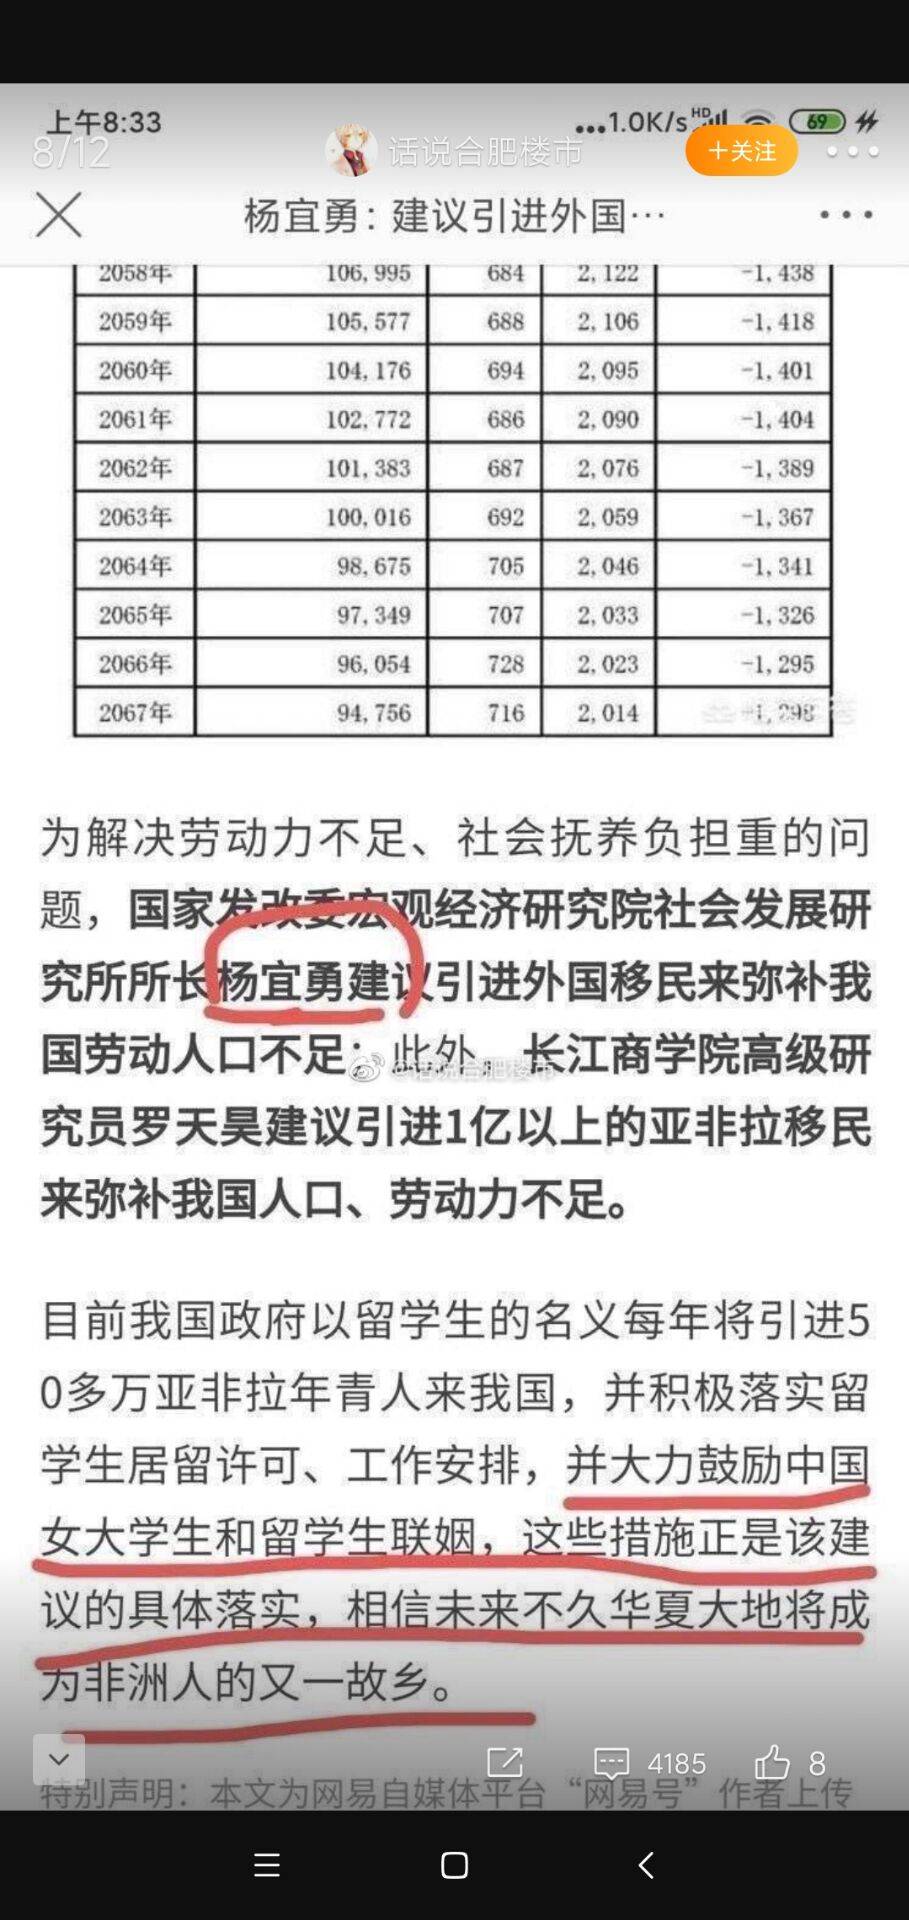 上午8:33 ...1.0K/s HD 69
8/12 话说合肥楼市 +关注
杨宜勇：建议引进外国…
2058年 106,995 684 2,122 -1,438
2059年 105,577 688 2,106 -1,418
2060年 104,176 694 2,095 -1,401
2061年 102,772 686 2,090 -1,404
2062年 101,383 687 2,076 -1,389
2063年 100,016 692 2,059 -1,367
2064年 98,675 705 2,046 -1,341
2065年 97,349 707 2,033 -1,326
2066年 96,054 728 2,023 -1,295
2067年 94,756 716 2,014 -1,298
为解决劳动力不足、社会抚养负担重的问
题，国家发改委宏观经济研究院社会发展研
究所所长杨宜勇建议引进外国移民来弥补我
国劳动人口不足；此外，长江商学院高级研
@话说合肥楼市
究员罗天昊建议引进1亿以上的亚非拉移民
来弥补我国人口、劳动力不足。
目前我国政府以留学生的名义每年将引进5
0多万亚非拉年青人来我国，并积极落实留
学生居留许可、工作安排，并大力鼓励中国
女大学生和留学生联姻，这些措施正是该建
议的具体落实，相信未来不久华夏大地将成
为非洲人的又一故乡。
4185 8
特别声明：本文为网易自媒体平台“网易号”作者上传